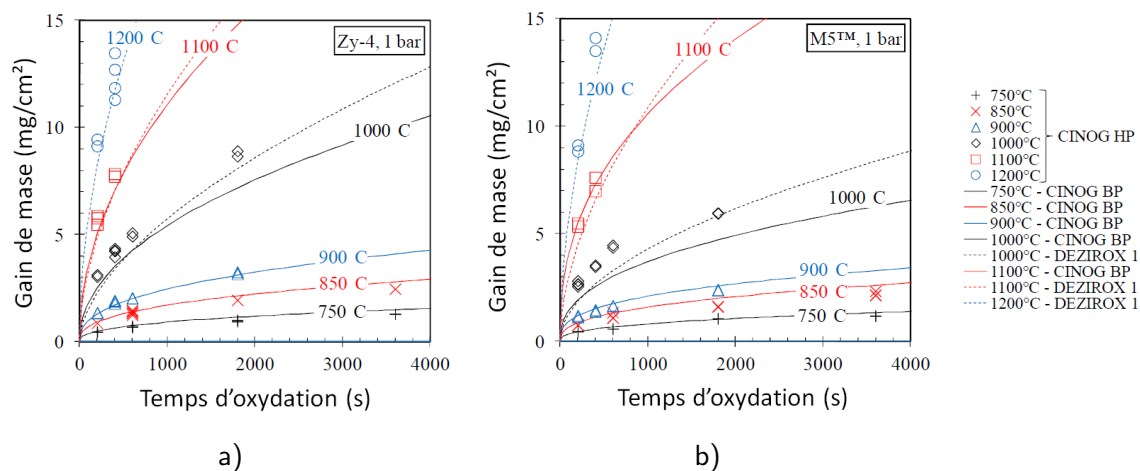 a)
Zy-4, 1 bar
Gain de mase (mg/cm²)
15
10
5
0
0 1000 2000 3000 4000
Temps d'oxydation (s)
1200 C
1100 C
1000 C
900 C
850 C
750 C
a)
b)
M5™, 1 bar
Gain de mase (mg/cm²)
15
10
5
0
0 1000 2000 3000 4000
Temps d'oxydation (s)
1200 C
1100 C
1000 C
900 C
850 C
750 C
b)
750°C
850°C
900°C
1000°C
1100°C
1200°C
CINOG HP
750°C - CINOG BP
850°C - CINOG BP
900°C - CINOG BP
1000°C - CINOG BP
1000°C - DEZIROX 1
1100°C - CINOG BP
1100°C - DEZIROX 1
1200°C - DEZIROX 1